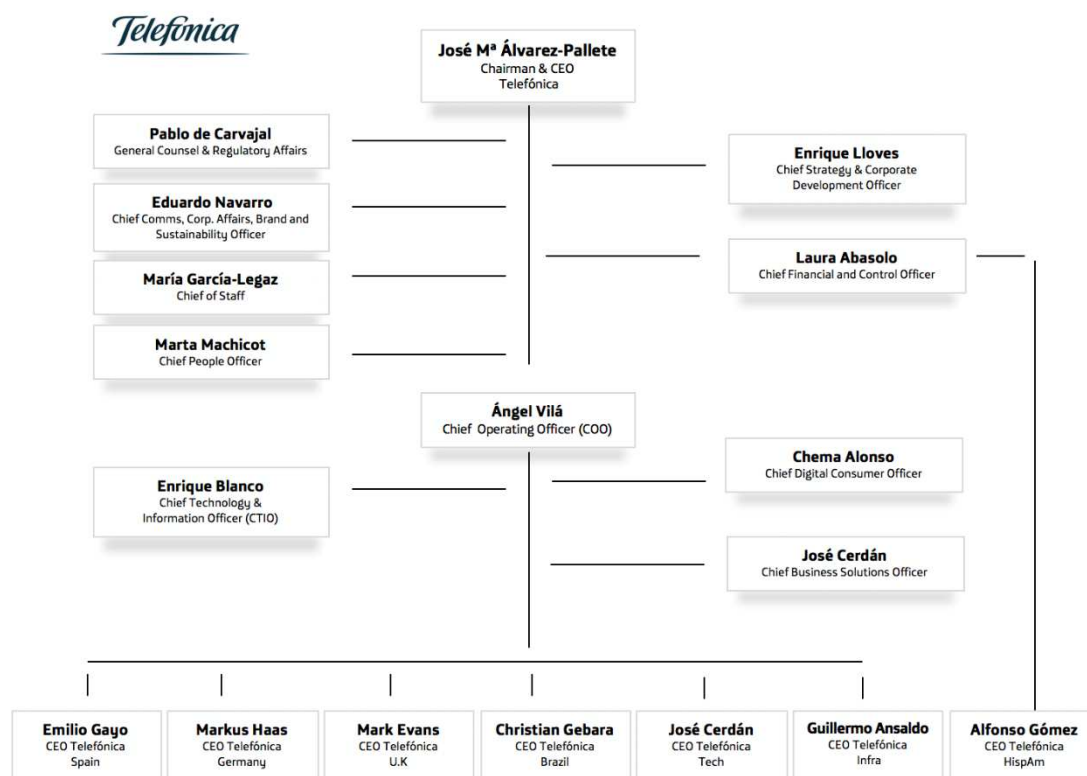 Telefónica
José Mª Álvarez-Pallete
Chairman & CEO
Telefónica
Pablo de Carvajal
General Counsel & Regulatory Affairs
Enrique Lloves
Chief Strategy & Corporate
Development Officer
Eduardo Navarro
Chief Comms, Corp. Affairs, Brand and
Sustainability Officer
Laura Abasolo
Chief Financial and Control Officer
María García-Legaz
Chief of Staff
Marta Machicot
Chief People Officer
Ángel Vilá
Chief Operating Officer (COO)
Chema Alonso
Chief Digital Consumer Officer
Enrique Blanco
Chief Technology &
Information Officer (CTIO)
José Cerdán
Chief Business Solutions Officer
Emilio Gayo
CEO Telefónica
Spain
Markus Haas
CEO Telefónica
Germany
Mark Evans
CEO Telefónica
U.K
Christian Gebara
CEO Telefónica
Brazil
José Cerdán
CEO Telefónica
Tech
Guillermo Ansaldo
CEO Telefónica
Infra
Alfonso Gómez
CEO Telefónica
HispAm